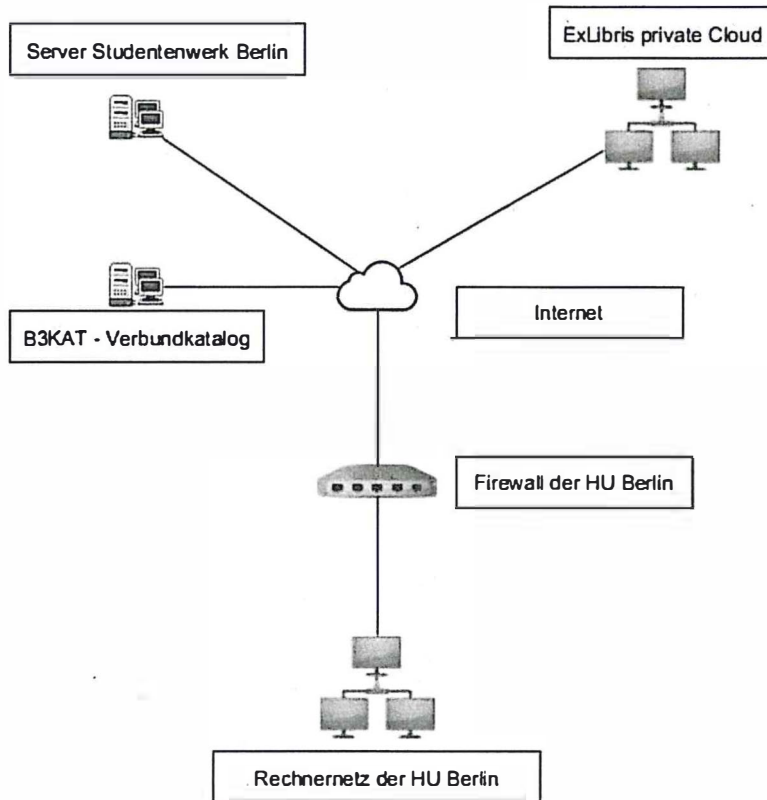 Server Studentenwerk Berlin
ExLibris private Cloud
B3KAT - Verbundkatalog
Internet
Firewall der HU Berlin
Rechnernetz der HU Berlin